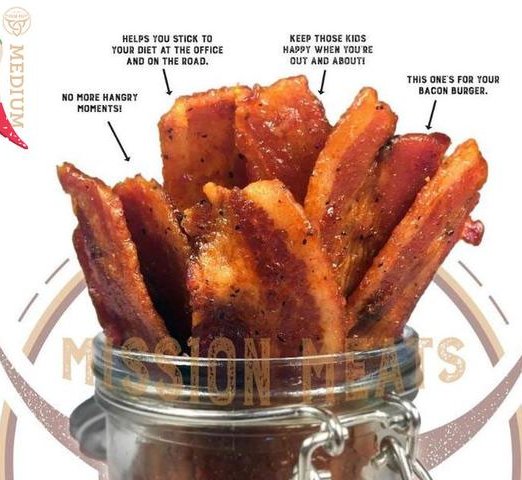 MEDIUM
HELPS YOU STICK TO
YOUR DIET AT THE OFFICE
AND ON THE ROAD.
KEEP THOSE KIDS
HAPPY WHEN YOU'RE
OUT AND ABOUT!
THIS ONE'S FOR YOUR
BACON BURGER.
NO MORE HANGRY
MOMENTS!
MISSION MEATS